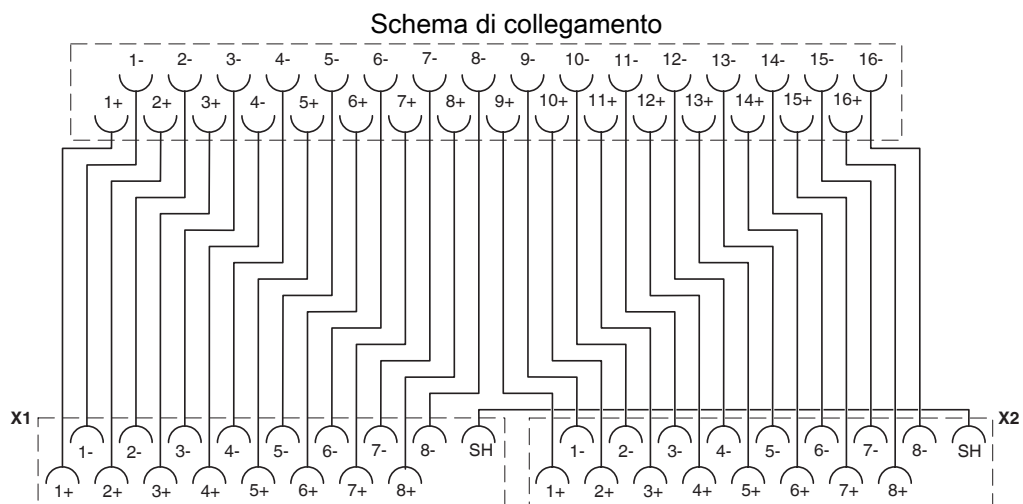 Schema di collegamento
1- 2- 3- 4- 5- 6- 7- 8- 9- 10- 11- 12- 13- 14- 15- 16-
1+ 2+ 3+ 4- 5+ 6+ 7+ 8+ 9+ 10+ 11+ 12+ 13+ 14+ 15+ 16+
X1 X2
1- 2- 3- 4- 5- 6- 7- 8- SH 1- 2- 3- 4- 5- 6- 7- 8- SH
1+ 2+ 3+ 4+ 5+ 6+ 7+ 8+ 1+ 2+ 3+ 4+ 5+ 6+ 7+ 8+